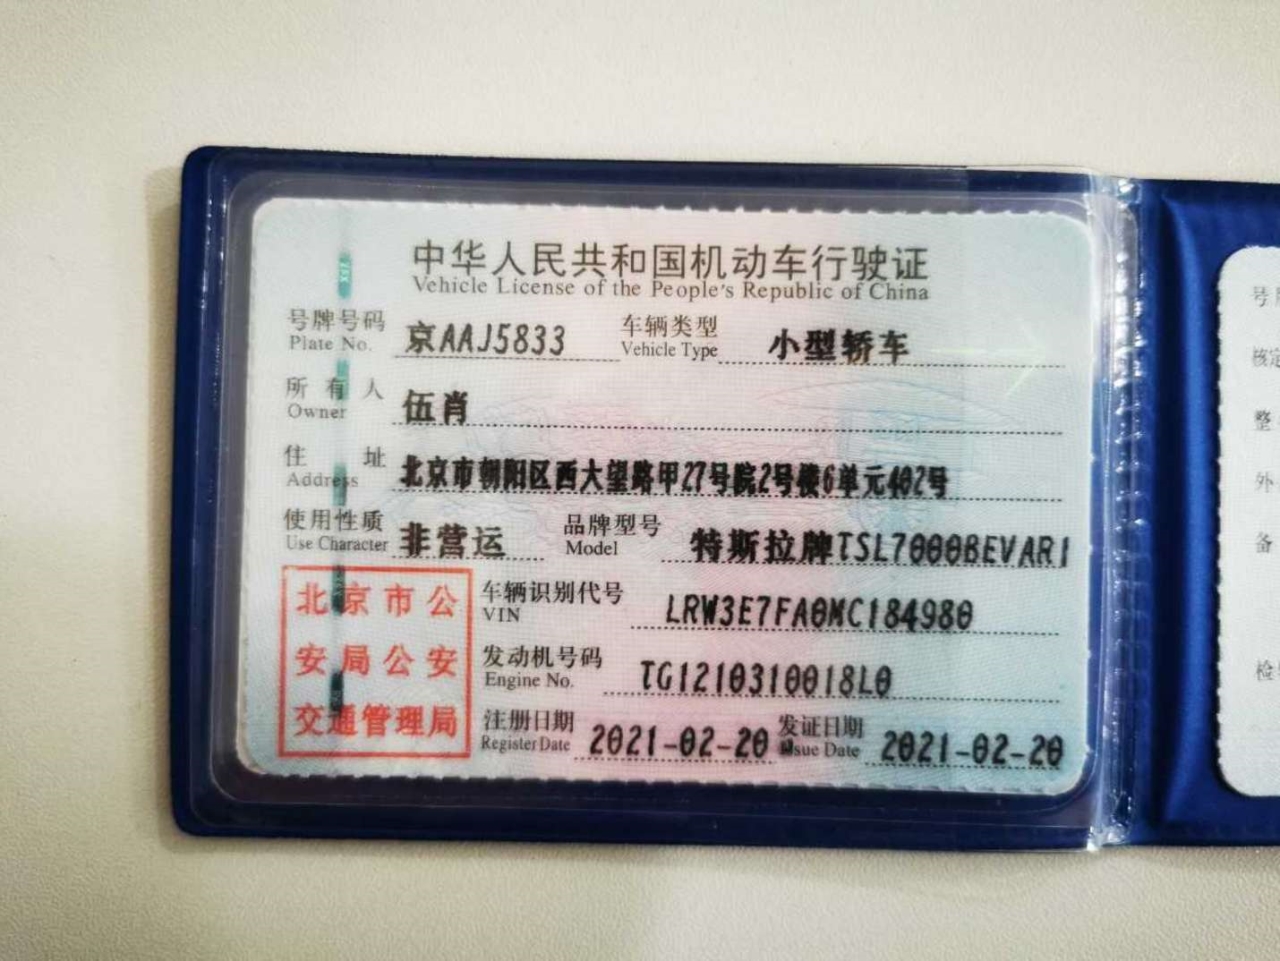 中华人民共和国机动车行驶证
Vehicle License of the People's Republic of China
号牌号码 京AAJ5833 车辆类型 小型轿车
Plate No. Vehicle Type
所有人 伍肖
Owner
住址 北京市朝阳区西大望路甲27号院2号楼6单元402号
Address
使用性质 非营运 品牌型号 特斯拉牌TSL7000BEVAR1
Use Character Model
北京市公
安局公安
交通管理局
车辆识别代号 LRW3E7FA0MC184980
VIN
发动机号码 TG1210310018L0
Engine No.
注册日期 2021-02-20 发证日期 2021-02-20
Register Date Issue Date
号
核定
整
外
备
检